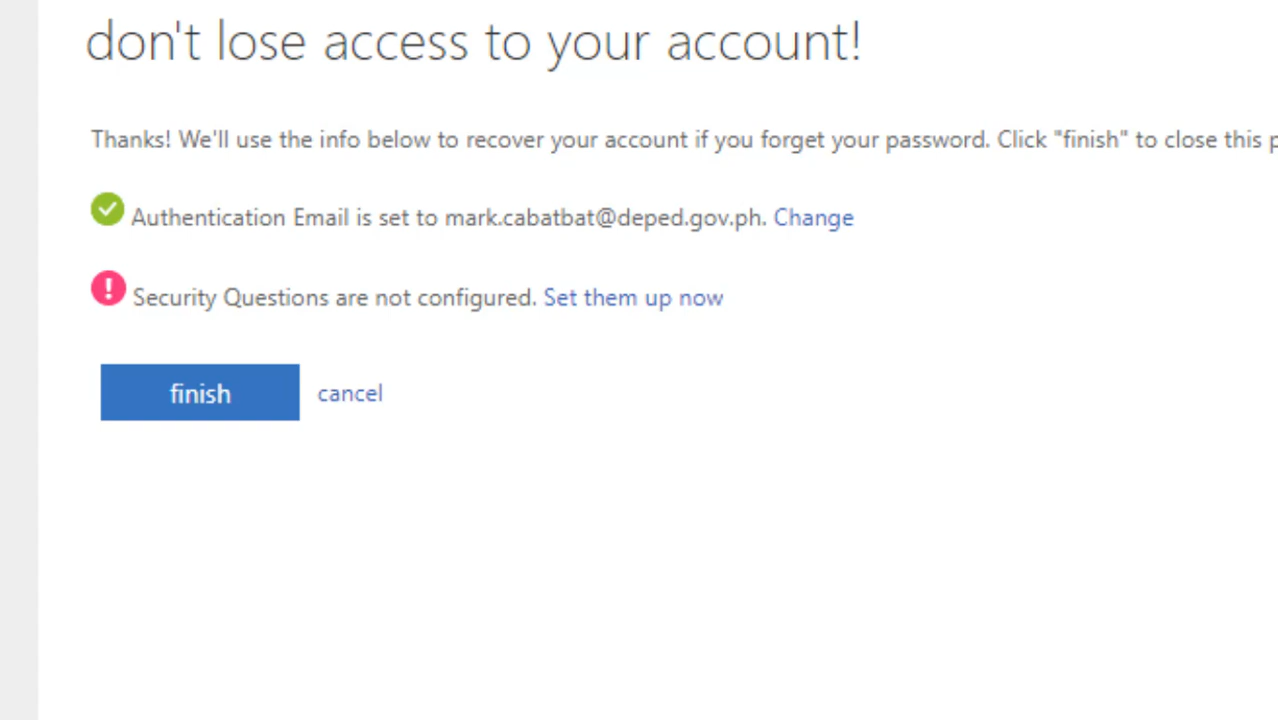 don't lose access to your account!
Thanks! We'll use the info below to recover your account if you forget your password. Click "finish" to close this
Authentication Email is set to mark.cabatbat@deped.gov.ph. Change
Security Questions are not configured. Set them up now
finish cancel